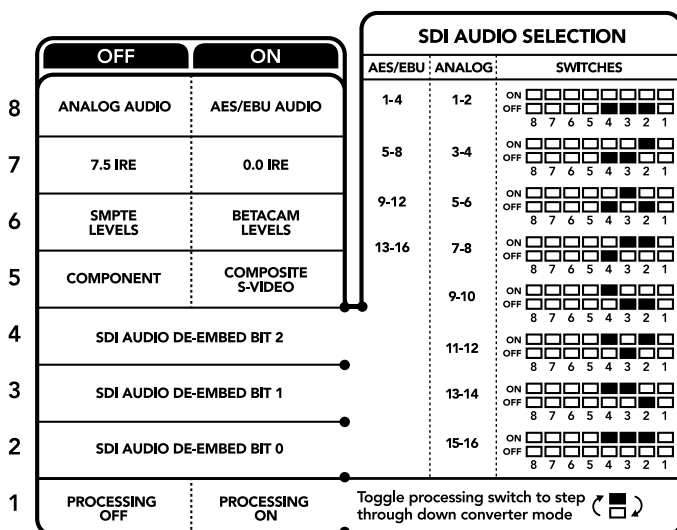 OFF ON
8 ANALOG AUDIO AES/EBU AUDIO
7 7.5 IRE 0.0 IRE
6 SMPTE LEVELS BETACAM LEVELS
5 COMPONENT COMPOSITE S-VIDEO
4 SDI AUDIO DE-EMBED BIT 2
3 SDI AUDIO DE-EMBED BIT 1
2 SDI AUDIO DE-EMBED BIT 0
1 PROCESSING OFF PROCESSING ON
SDI AUDIO SELECTION
AES/EBU ANALOG SWITCHES
1-4 1-2 ON
OFF
8 7 6 5 4 3 2 1
5-8 3-4 ON
OFF
8 7 6 5 4 3 2 1
9-12 5-6 ON
OFF
8 7 6 5 4 3 2 1
13-16 7-8 ON
OFF
8 7 6 5 4 3 2 1
9-10 ON
OFF
8 7 6 5 4 3 2 1
11-12 ON
OFF
8 7 6 5 4 3 2 1
13-14 ON
OFF
8 7 6 5 4 3 2 1
15-16 ON
OFF
8 7 6 5 4 3 2 1
Toggle processing switch to step
through down converter mode